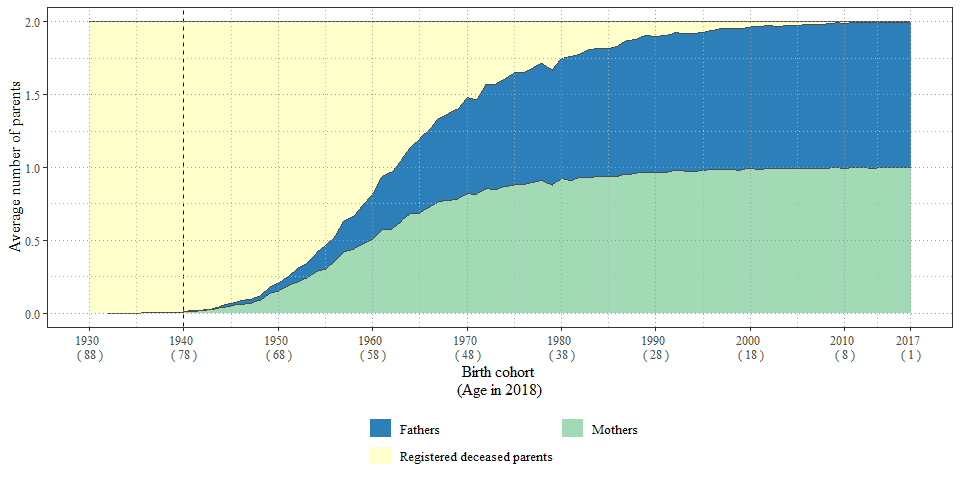 Average number of parents
2.0
1.5
1.0
0.5
0.0
1930 1940 1950 1960 1970 1980 1990 2000 2010 2017
( 88 ) ( 78 ) ( 68 ) ( 58 ) ( 48 ) ( 38 ) ( 28 ) ( 18 ) ( 8 ) ( 1 )
Birth cohort
(Age in 2018)
Fathers Mothers
Registered deceased parents